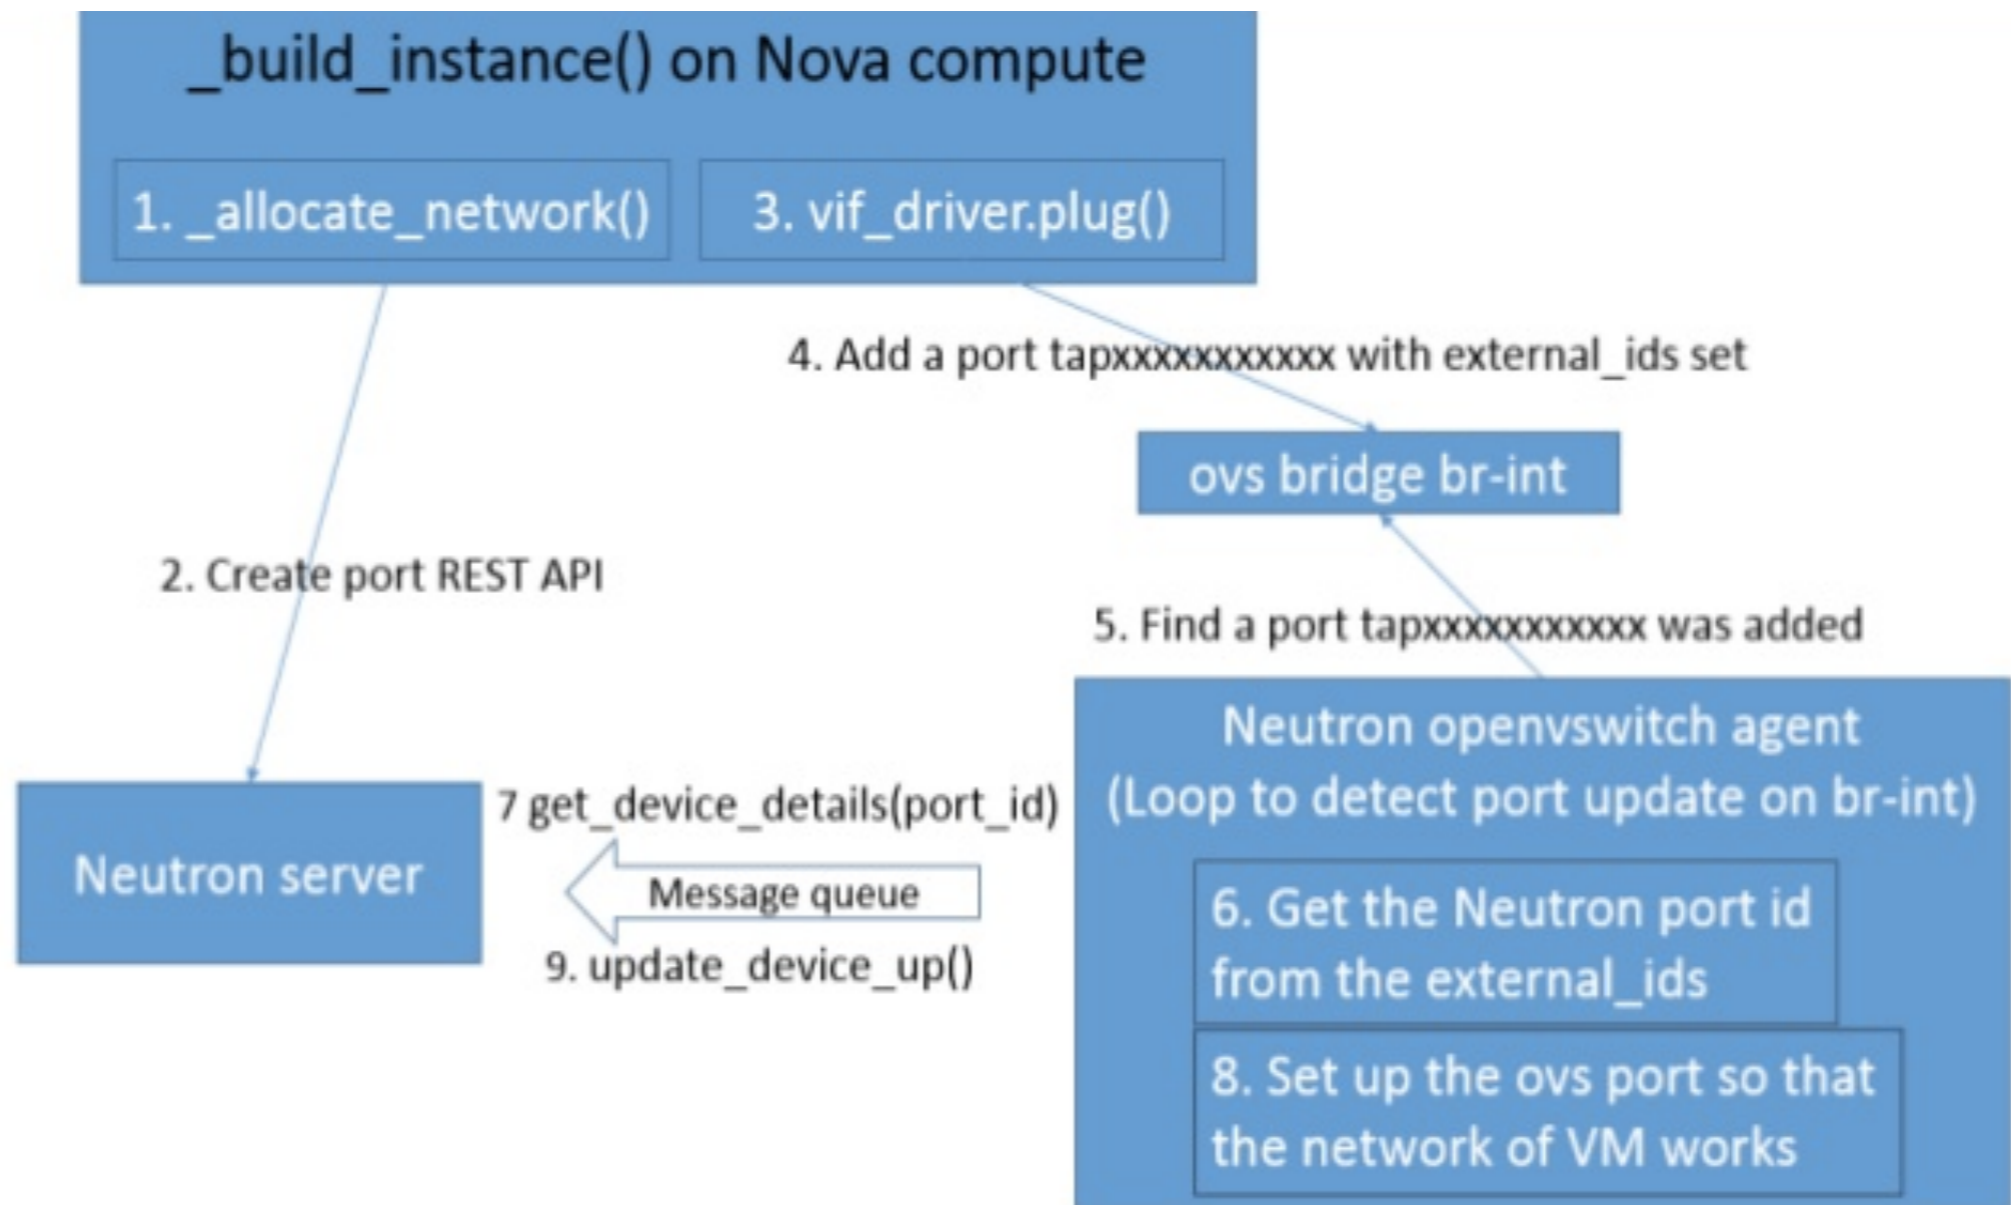 _build_instance() on Nova compute
1. _allocate_network()
3. vif_driver.plug()
4. Add a port tapxxxxxxxxxxx with external_ids set
ovs bridge br-int
2. Create port REST API
5. Find a port tapxxxxxxxxxxx was added
Neutron openvswitch agent
(Loop to detect port update on br-int)
7 get_device_details(port_id)
Neutron server
Message queue
9. update_device_up()
6. Get the Neutron port id
from the external_ids
8. Set up the ovs port so that
the network of VM works